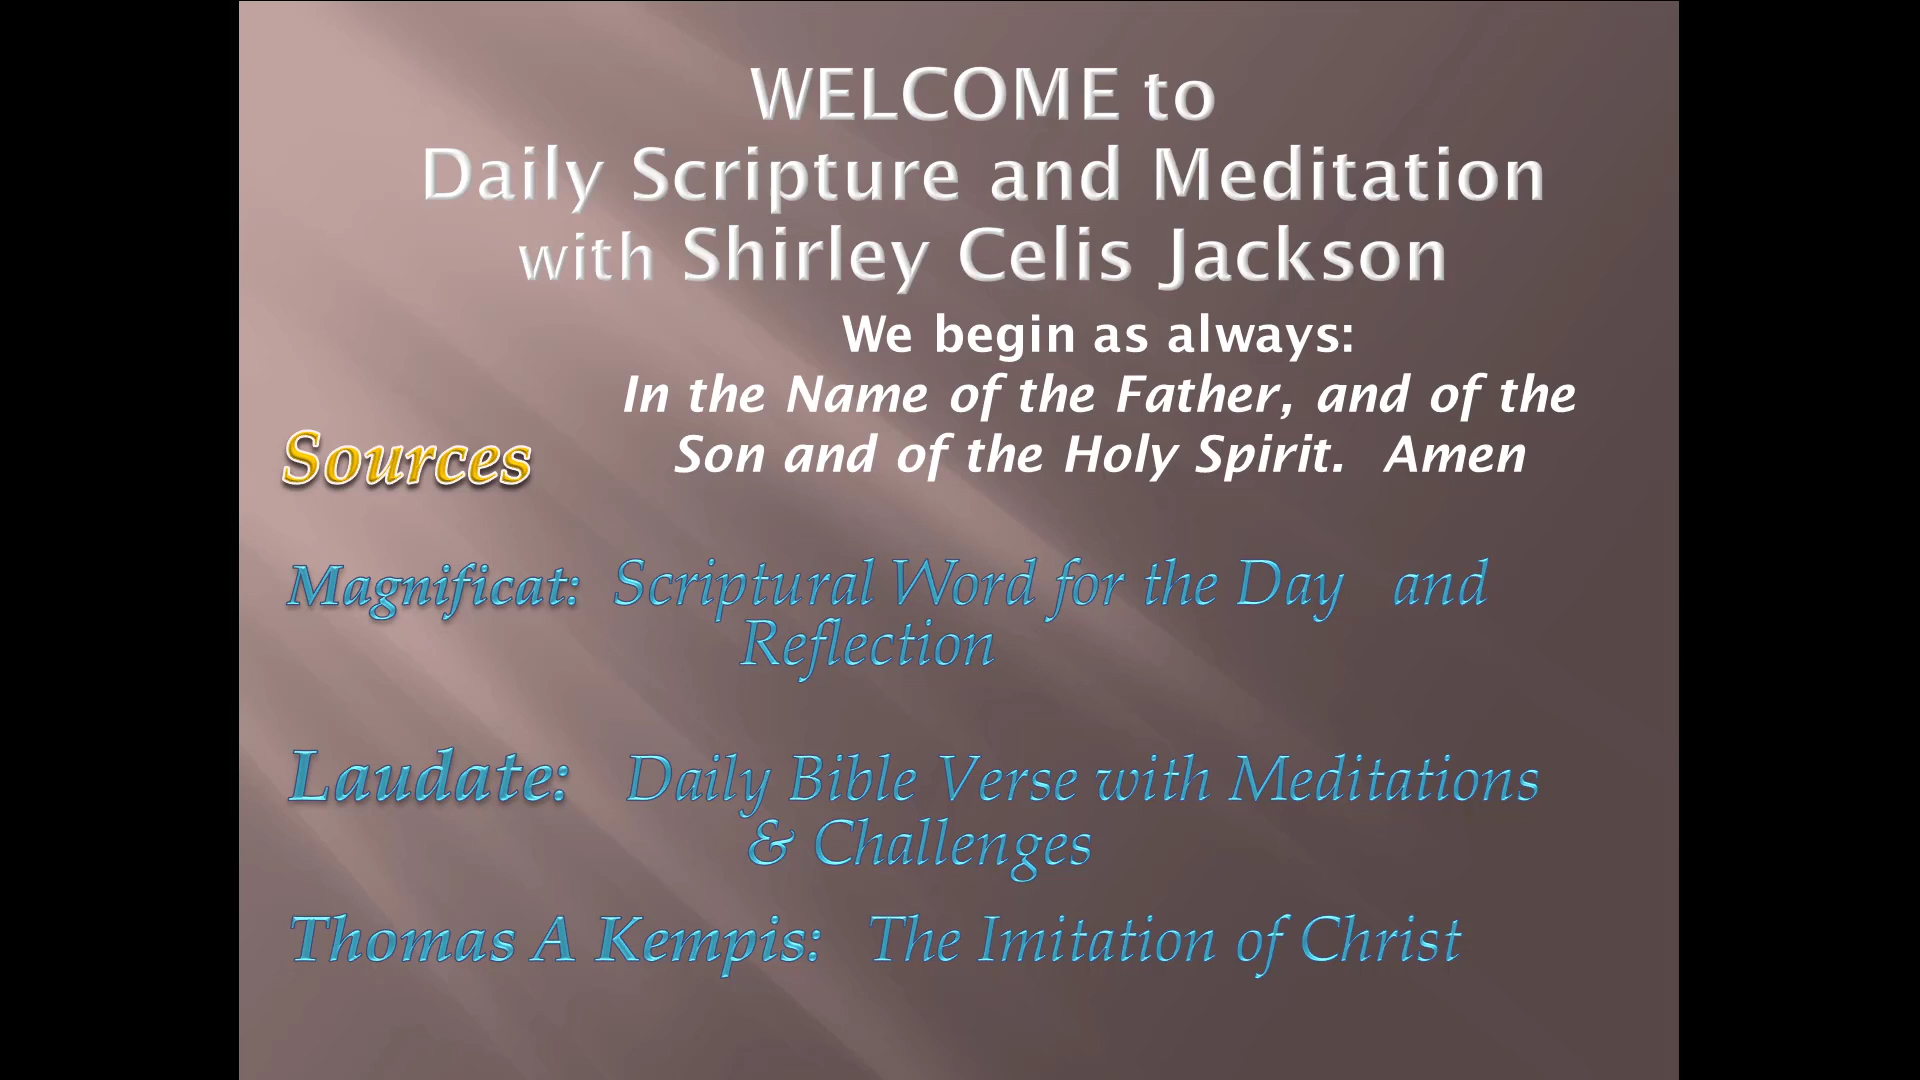 WELCOME to
Daily Scripture and Meditation
with Shirley Celis Jackson
We begin as always:
In the Name of the Father, and of the
Son and of the Holy Spirit.  Amen
Sources
Magnificat:  Scriptural Word for the Day   and
Reflection
Laudate:   Daily Bible Verse with Meditations
& Challenges
Thomas A Kempis:   The Imitation of Christ